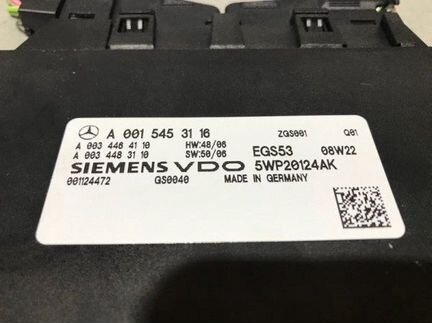 A 001 545 31 16 ZGS001 Q01
A 003 446 41 10 HW:48/06 EGS53 08W22
A 003 448 31 10 SW:50/06
SIEMENS VDO 5WP20124AK
001124472 GS0040 MADE IN GERMANY